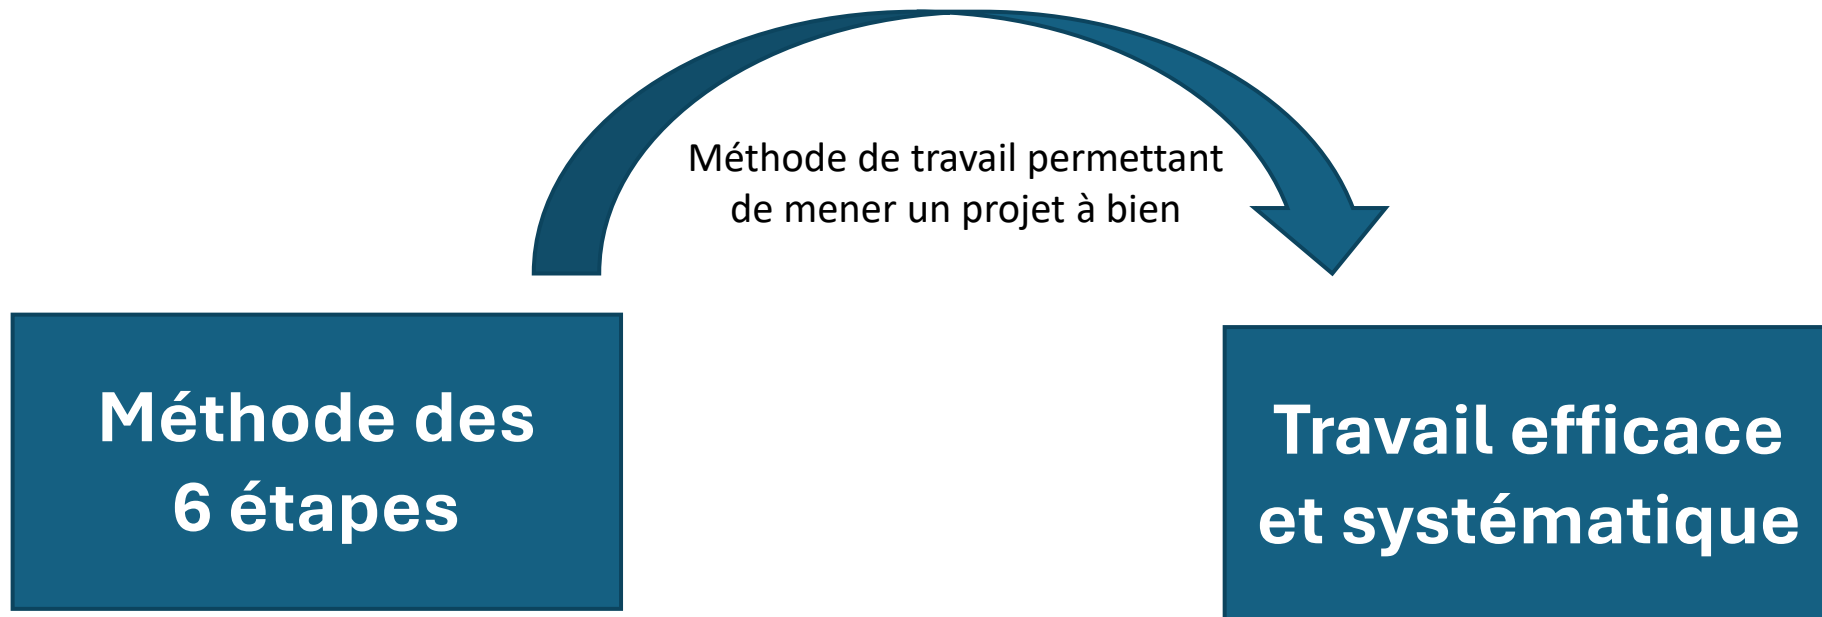 Méthode de travail permettant
de mener un projet à bien
Méthode des
6 étapes
Travail efficace
et systématique